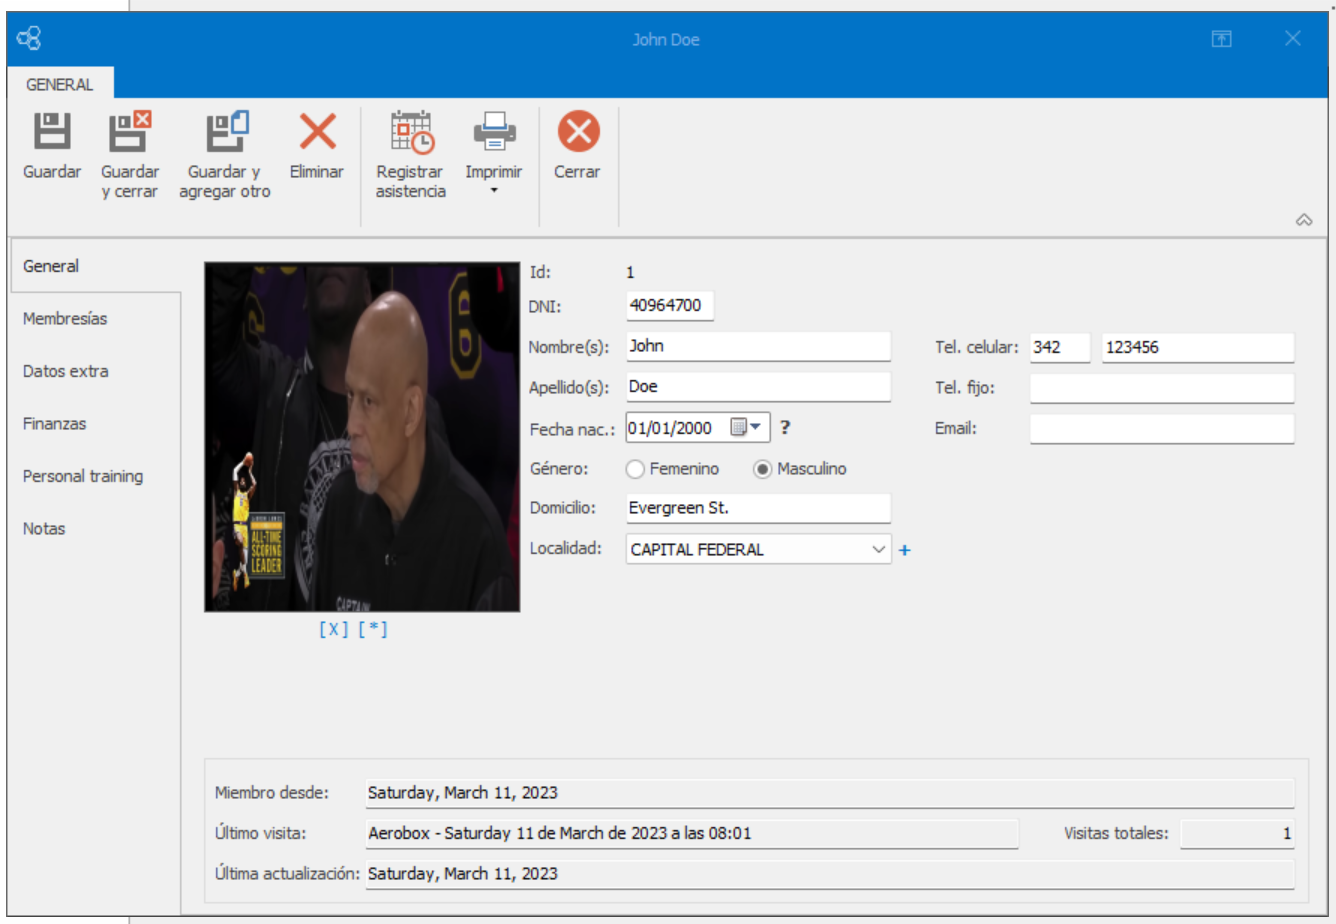 John Doe
GENERAL
Guardar
Guardar
y cerrar
Guardar y
agregar otro
Eliminar
Registrar
asistencia
Imprimir
Cerrar
General
Membresías
Datos extra
Finanzas
Personal training
Notas
6
ALL-TIME
SCORING
LEADER
CAPTAIN
[X] [*]
Id: 1
DNI: 40964700
Nombre(s): John
Tel. celular: 342 123456
Apellido(s): Doe
Tel. fijo:
Fecha nac.: 01/01/2000 ?
Email:
Género: Femenino Masculino
Domicilio: Evergreen St.
Localidad: CAPITAL FEDERAL +
Miembro desde: Saturday, March 11, 2023
Último visita: Aerobox - Saturday 11 de March de 2023 a las 08:01
Visitas totales: 1
Última actualización: Saturday, March 11, 2023